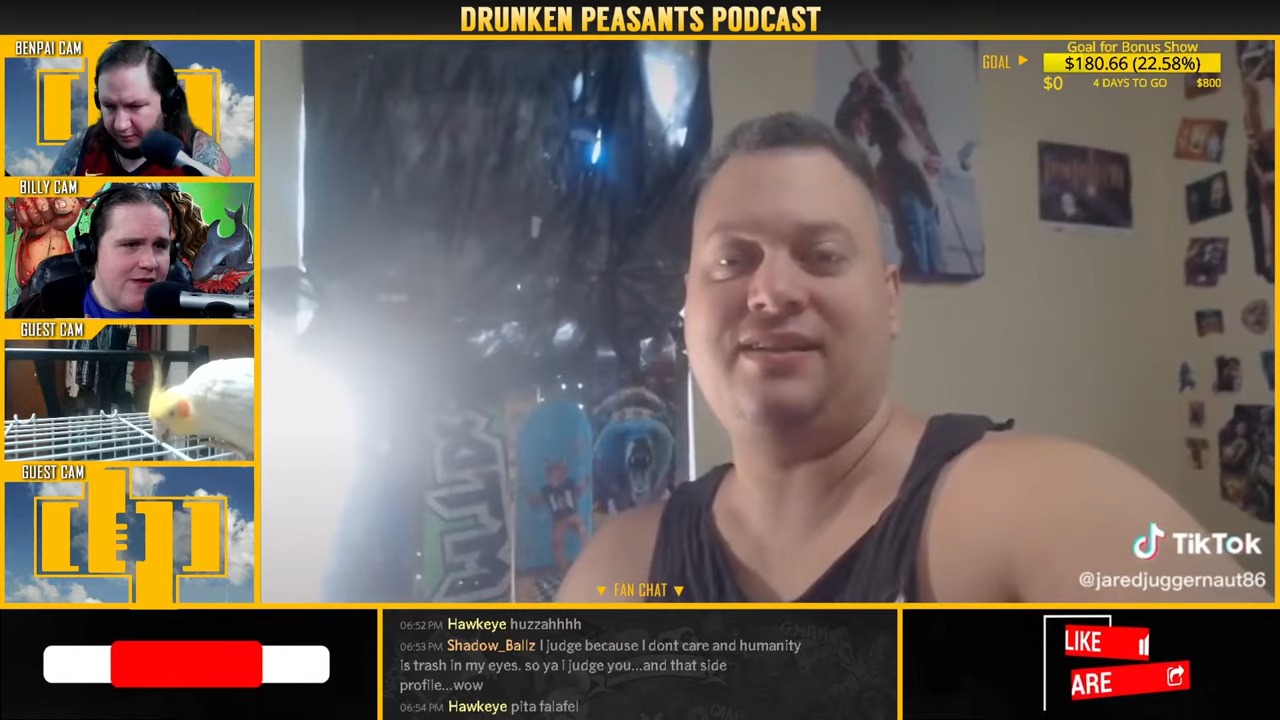 DRUNKEN PEASANTS PODCAST
BENPAI CAM
BILLY CAM
GUEST CAM
GUEST CAM
GOAL
Goal for Bonus Show
$180.66 (22.58%)
$0 4 DAYS TO GO $800
TikTok
@jaredjuggernaut86
FAN CHAT
06:52 PM Hawkeye huzzahhhh
06:53 PM Shadow_Ballz I judge because I dont care and humanity
is trash in my eyes. so ya i judge you...and that side
profile...wow
06:54 PM Hawkeye pita falafel
LIKE
ARE